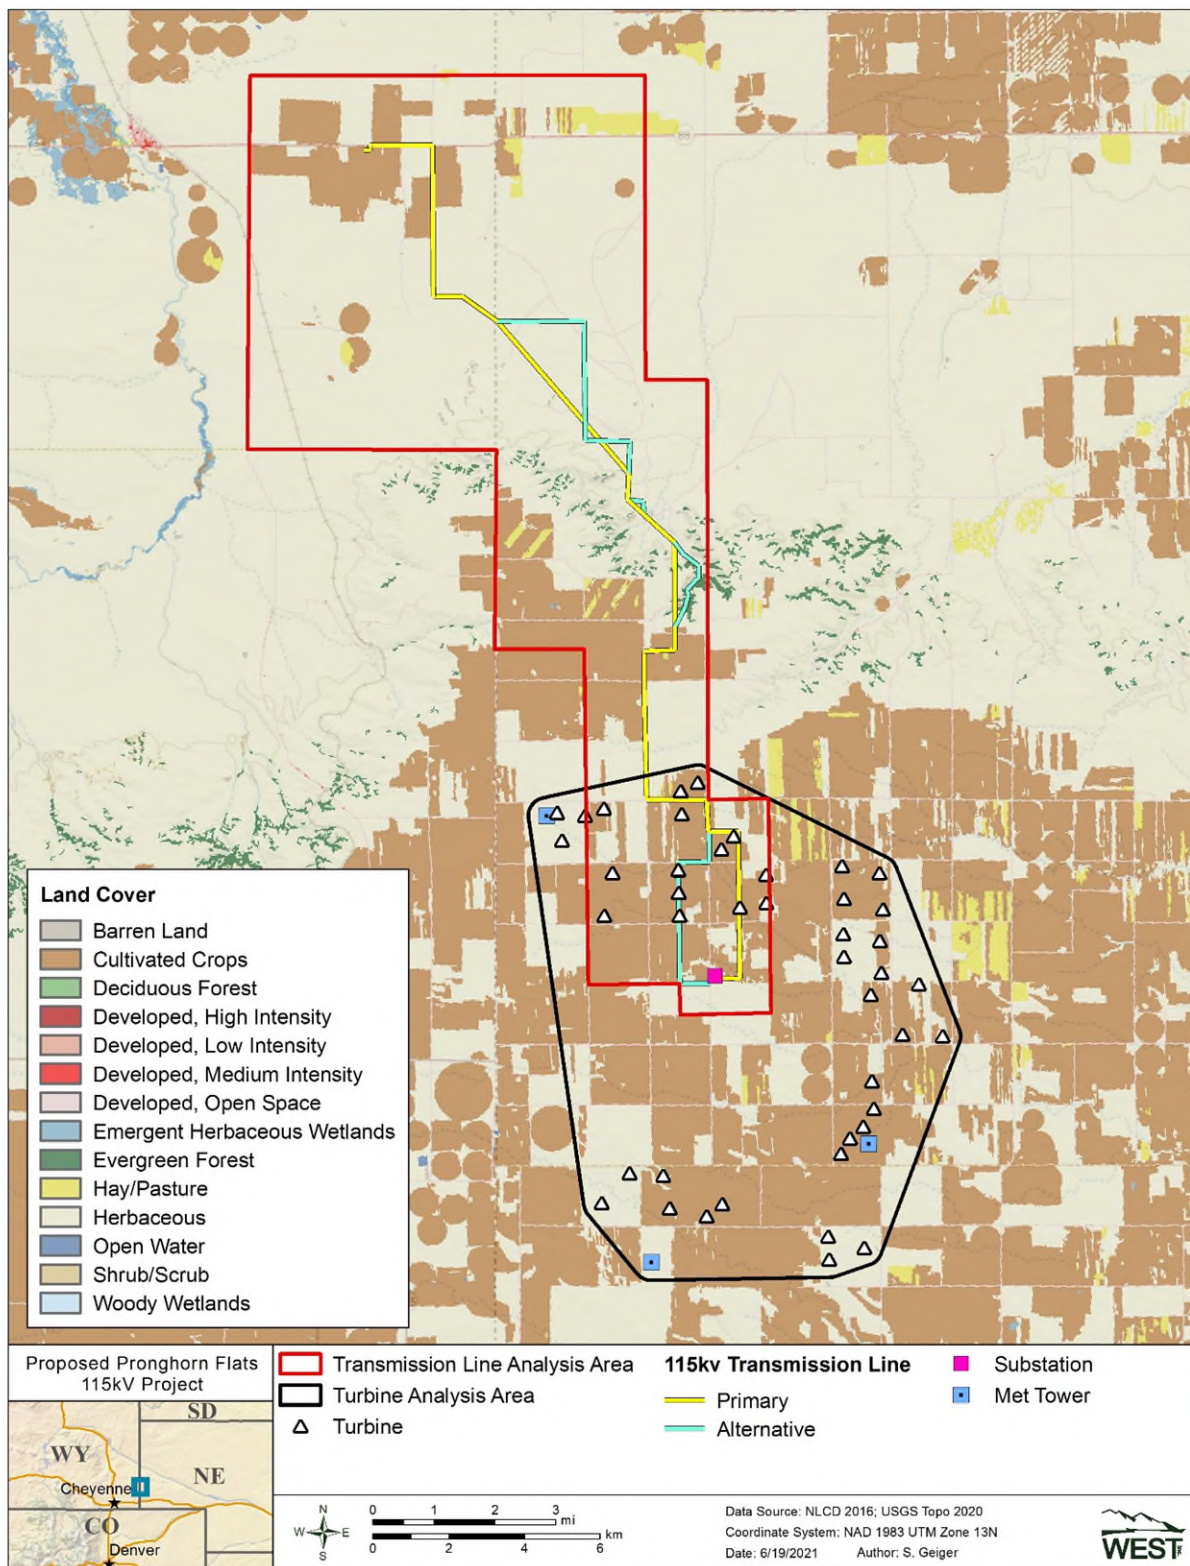 88
Land Cover
Barren Land
Cultivated Crops
Deciduous Forest
Developed, High Intensity
Developed, Low Intensity
Developed, Medium Intensity
Developed, Open Space
Emergent Herbaceous Wetlands
Evergreen Forest
Hay/Pasture
Herbaceous
Open Water
Shrub/Scrub
Woody Wetlands
Proposed Pronghorn Flats
115kV Project
SD
WY
NE
Cheyenne
CO
Denver
Transmission Line Analysis Area
Turbine Analysis Area
Turbine
115kv Transmission Line
Primary
Alternative
Substation
Met Tower
N
W
E
S
0 1 2 3
mi
km
0 2 4 6
Data Source: NLCD 2016; USGS Topo 2020
Coordinate System: NAD 1983 UTM Zone 13N
Date: 6/19/2021 Author: S. Geiger
WEST